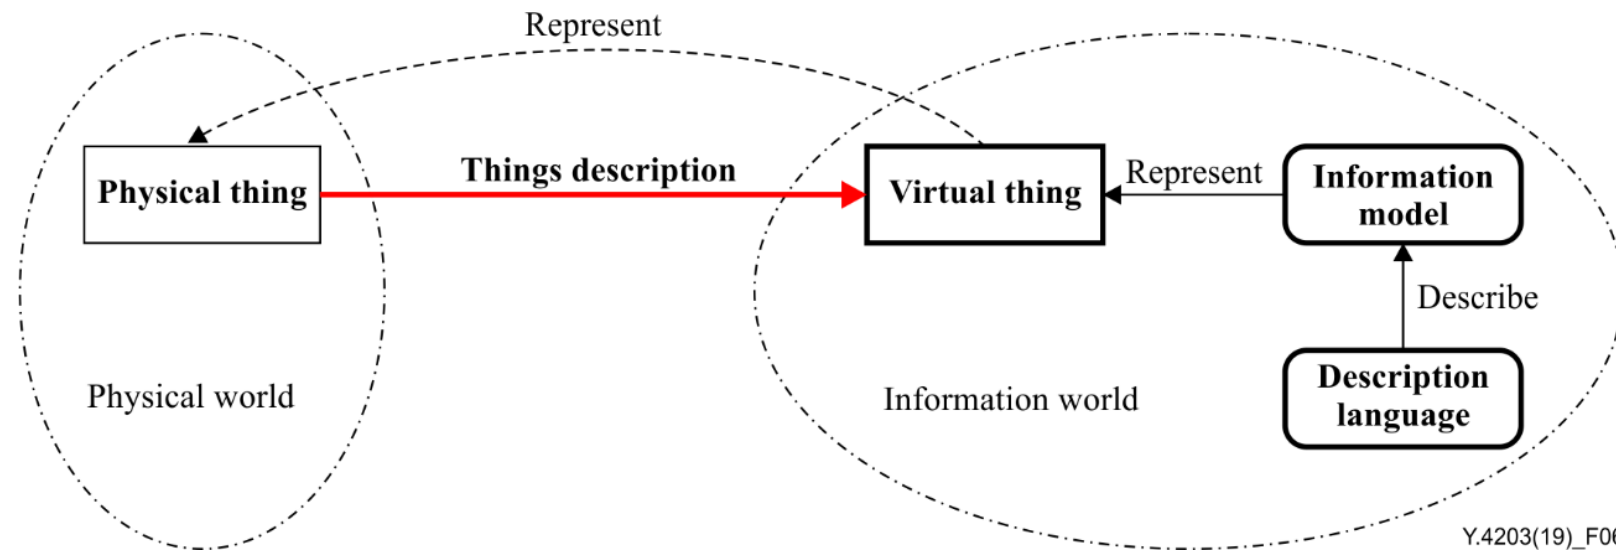 Represent
Things description
Physical thing
Virtual thing
Represent
Information
model
Describe
Description
language
Physical world
Information world
Y.4203(19)_F06